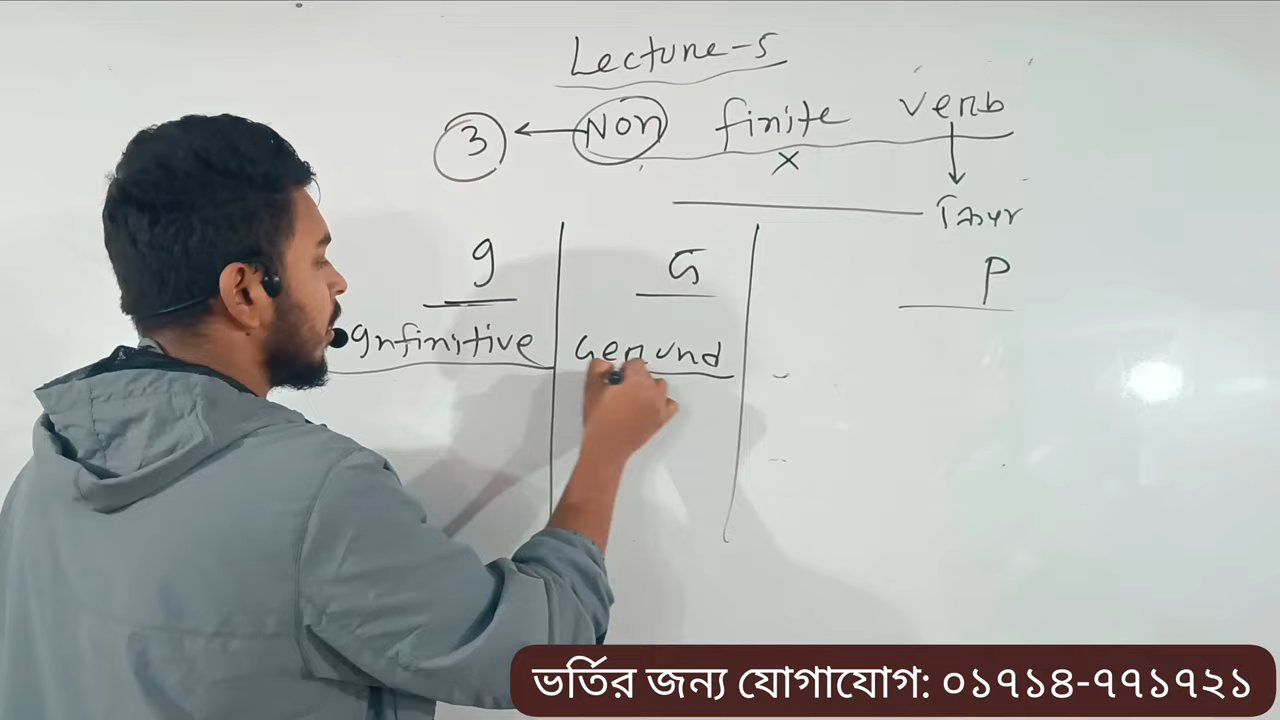 Lecture-5
3 ← Non finite verb
×
ক্রিয়া
I G P
Infinitive Gerund
ভর্তির জন্য যোগাযোগ: ০১৭১৪-৭৭১৭২১